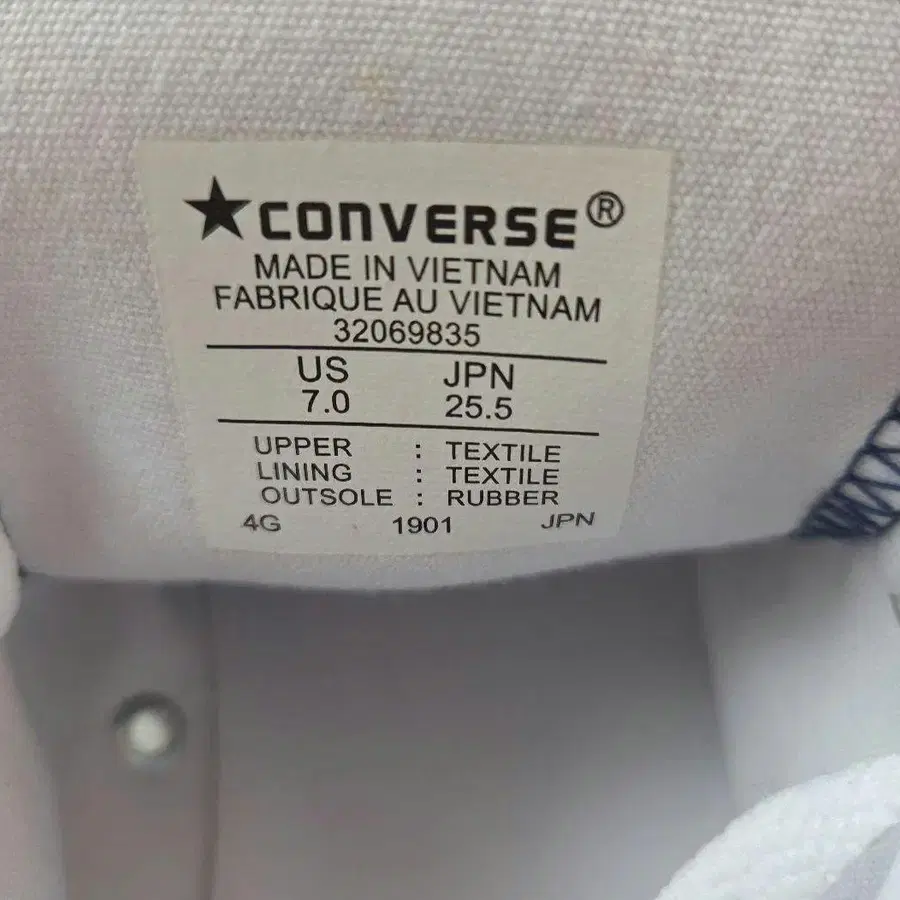 ★CONVERSE®
MADE IN VIETNAM
FABRIQUE AU VIETNAM
32069835
US JPN
7.0 25.5
UPPER : TEXTILE
LINING : TEXTILE
OUTSOLE : RUBBER
4G 1901 JPN